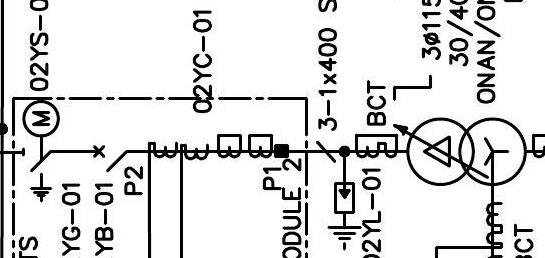 02YS-0
M
02YC-01
3-1x400 S
BCT
3ø115
30/40
ONAN/ON
P2
P1
ODULE 2
02YL-01
YG-01
YB-01
TS
BCT